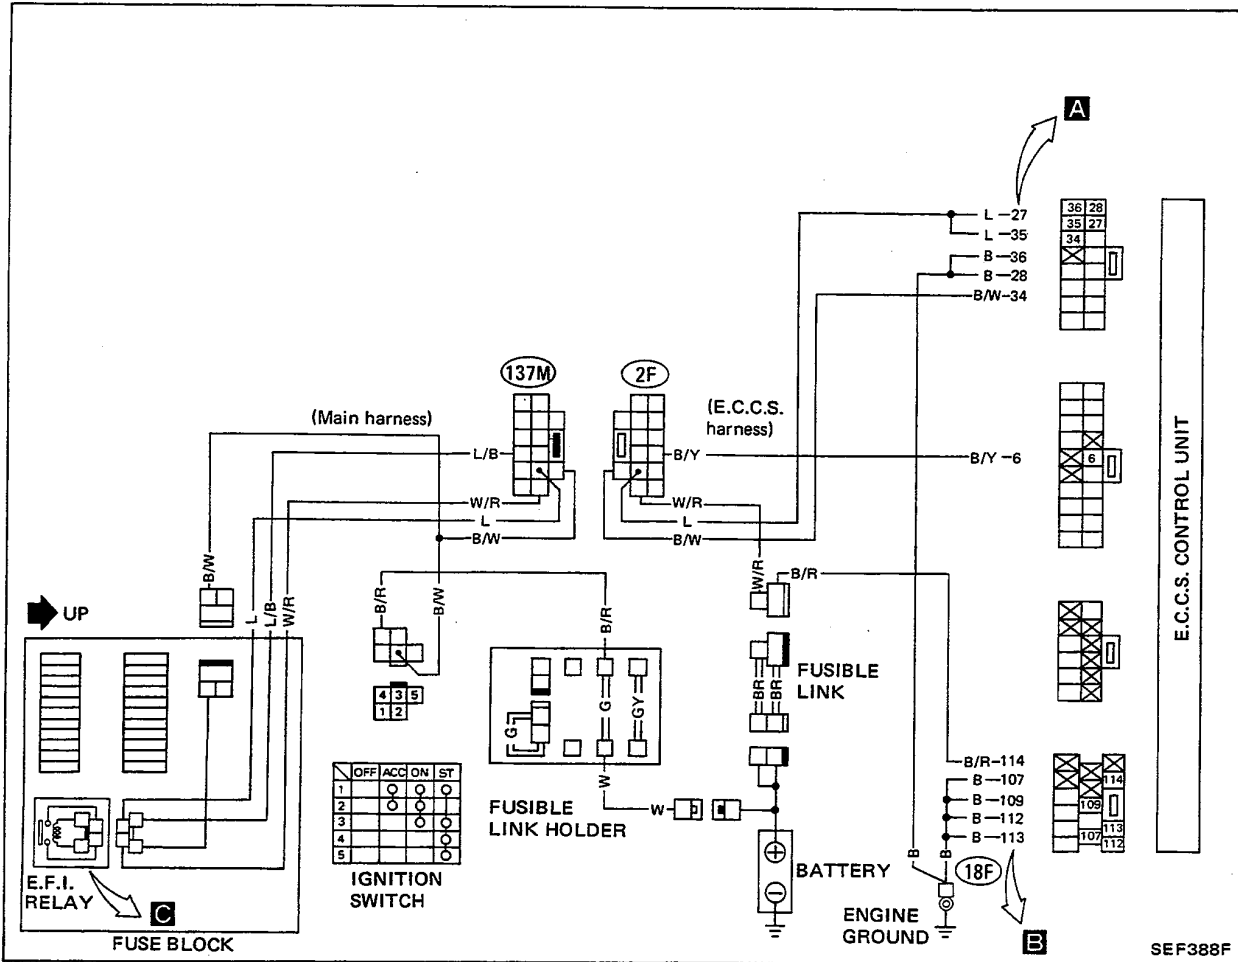 A
L 27
L 35
B 36
B 28
B/W 34
36 28
35 27
34
137M
2F
(Main harness)
(E.C.C.S.
harness)
L/B
B/Y
B/Y 6
6
W/R
L
B/W
W/R
L
B/W
B/W
L
L/B
W/R
B/R
B/W
B/R
W/R
B/R
UP
4 3 5
1 2
G
G
GY
BR
BR
FUSIBLE
LINK
E.C.C.S. CONTROL UNIT
OFF ACC ON ST
1
2
3
4
5
IGNITION
SWITCH
W
W
FUSIBLE
LINK HOLDER
B/R 114
B 107
B 109
B 112
B 113
114
109
113
107
112
B
B
18F
BATTERY
ENGINE
GROUND
B
E.F.I.
RELAY
C
FUSE BLOCK
SEF388F